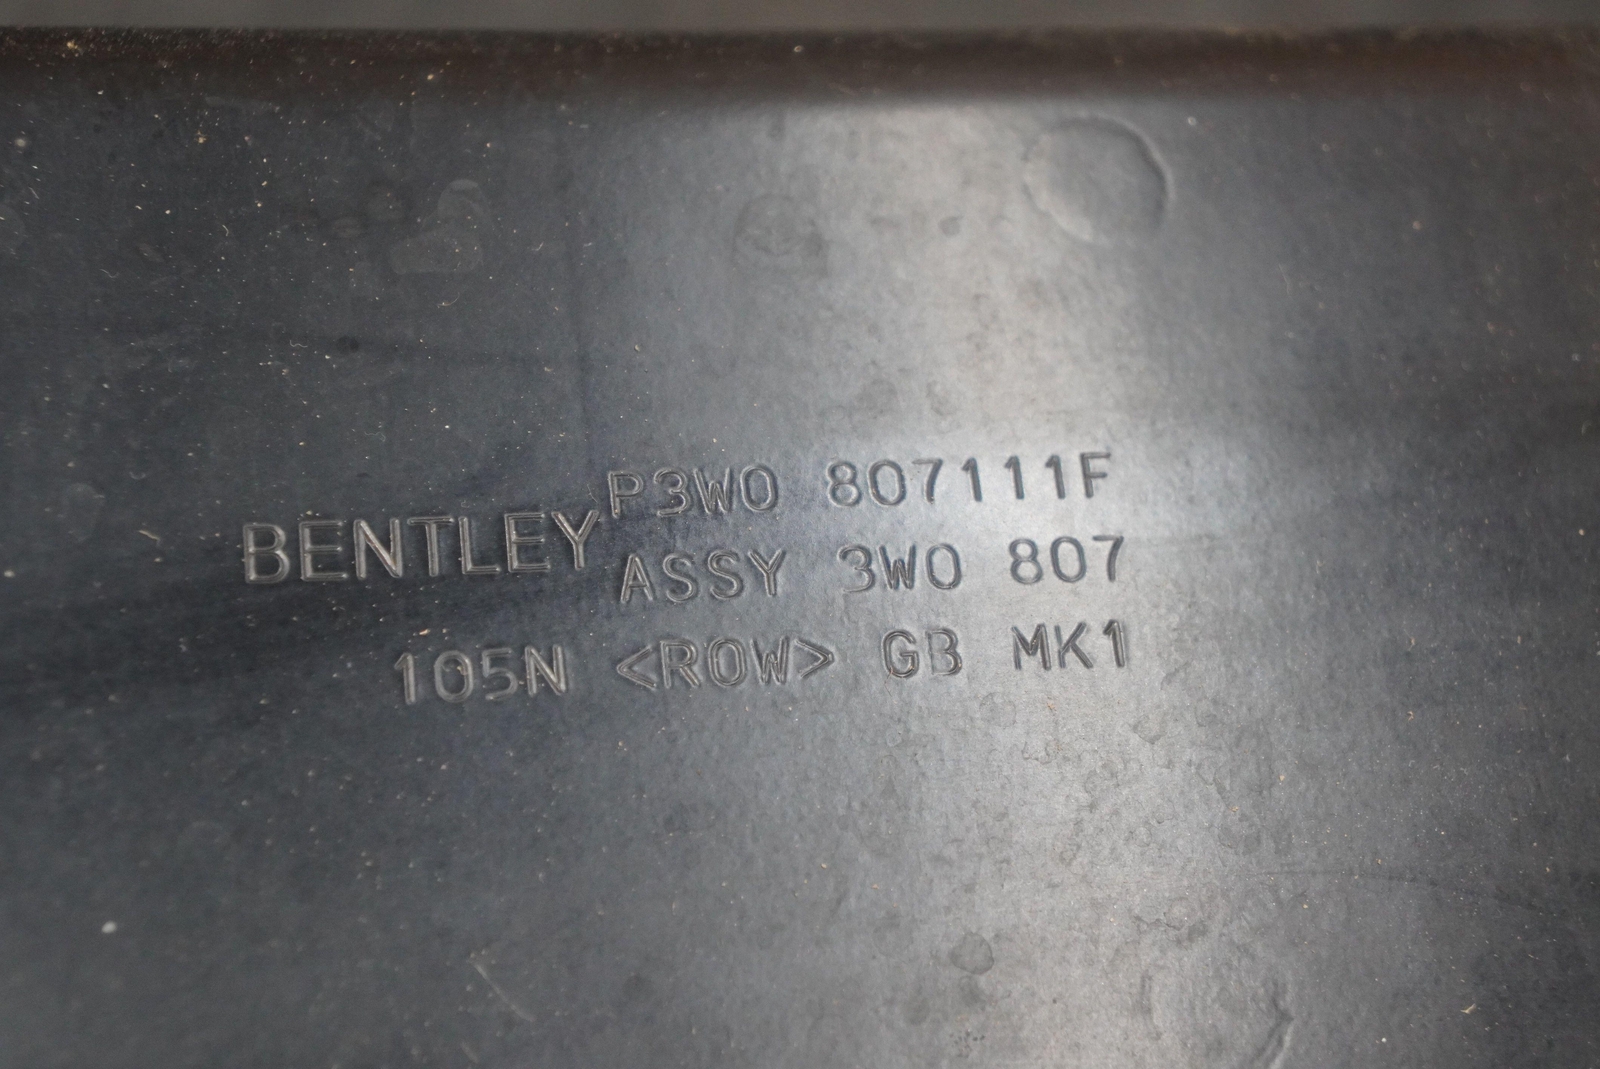 BENTLEY P3W0 807111F
ASSY 3W0 807
105N <ROW> GB MK1